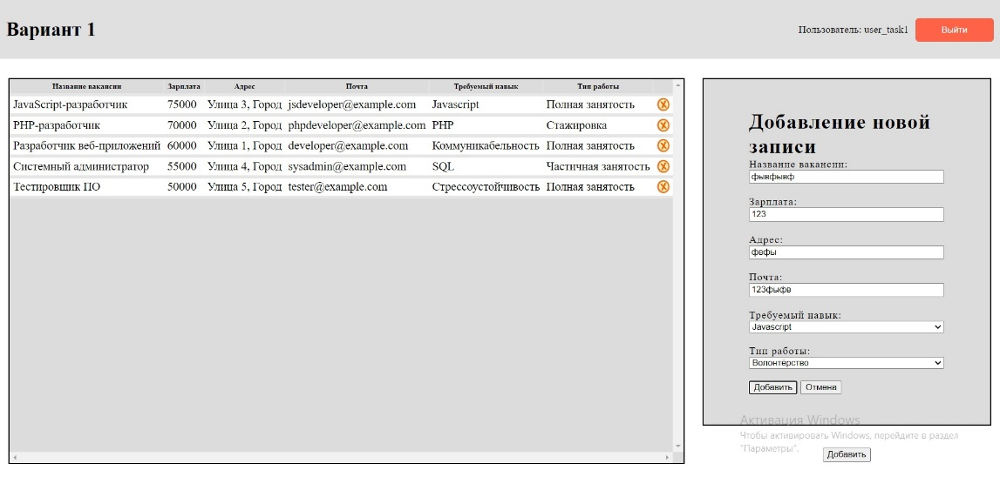 Вариант 1
Пользователь: user_task1 Выйти
Название вакансии Зарплата Адрес Почта Требуемый навык Тип работы
JavaScript-разработчик 75000 Улица 3, Город jsdeveloper@example.com Javascript Полная занятость
PHP-разработчик 70000 Улица 2, Город phpdeveloper@example.com PHP Стажировка
Разработчик веб-приложений 60000 Улица 1, Город developer@example.com Коммуникабельность Полная занятость
Системный администратор 55000 Улица 4, Город sysadmin@example.com SQL Частичная занятость
Тестировщик ПО 50000 Улица 5, Город tester@example.com Стрессоустойчивость Полная занятость
Добавление новой
записи
Название вакансии:
фывфывф
Зарплата:
123
Адрес:
фвфы
Почта:
123фыфв
Требуемый навык:
Javascript
Тип работы:
Волонтёрство
Добавить Отмена
Активация Windows
Чтобы активировать Windows, перейдите в раздел
"Параметры".
Добавить